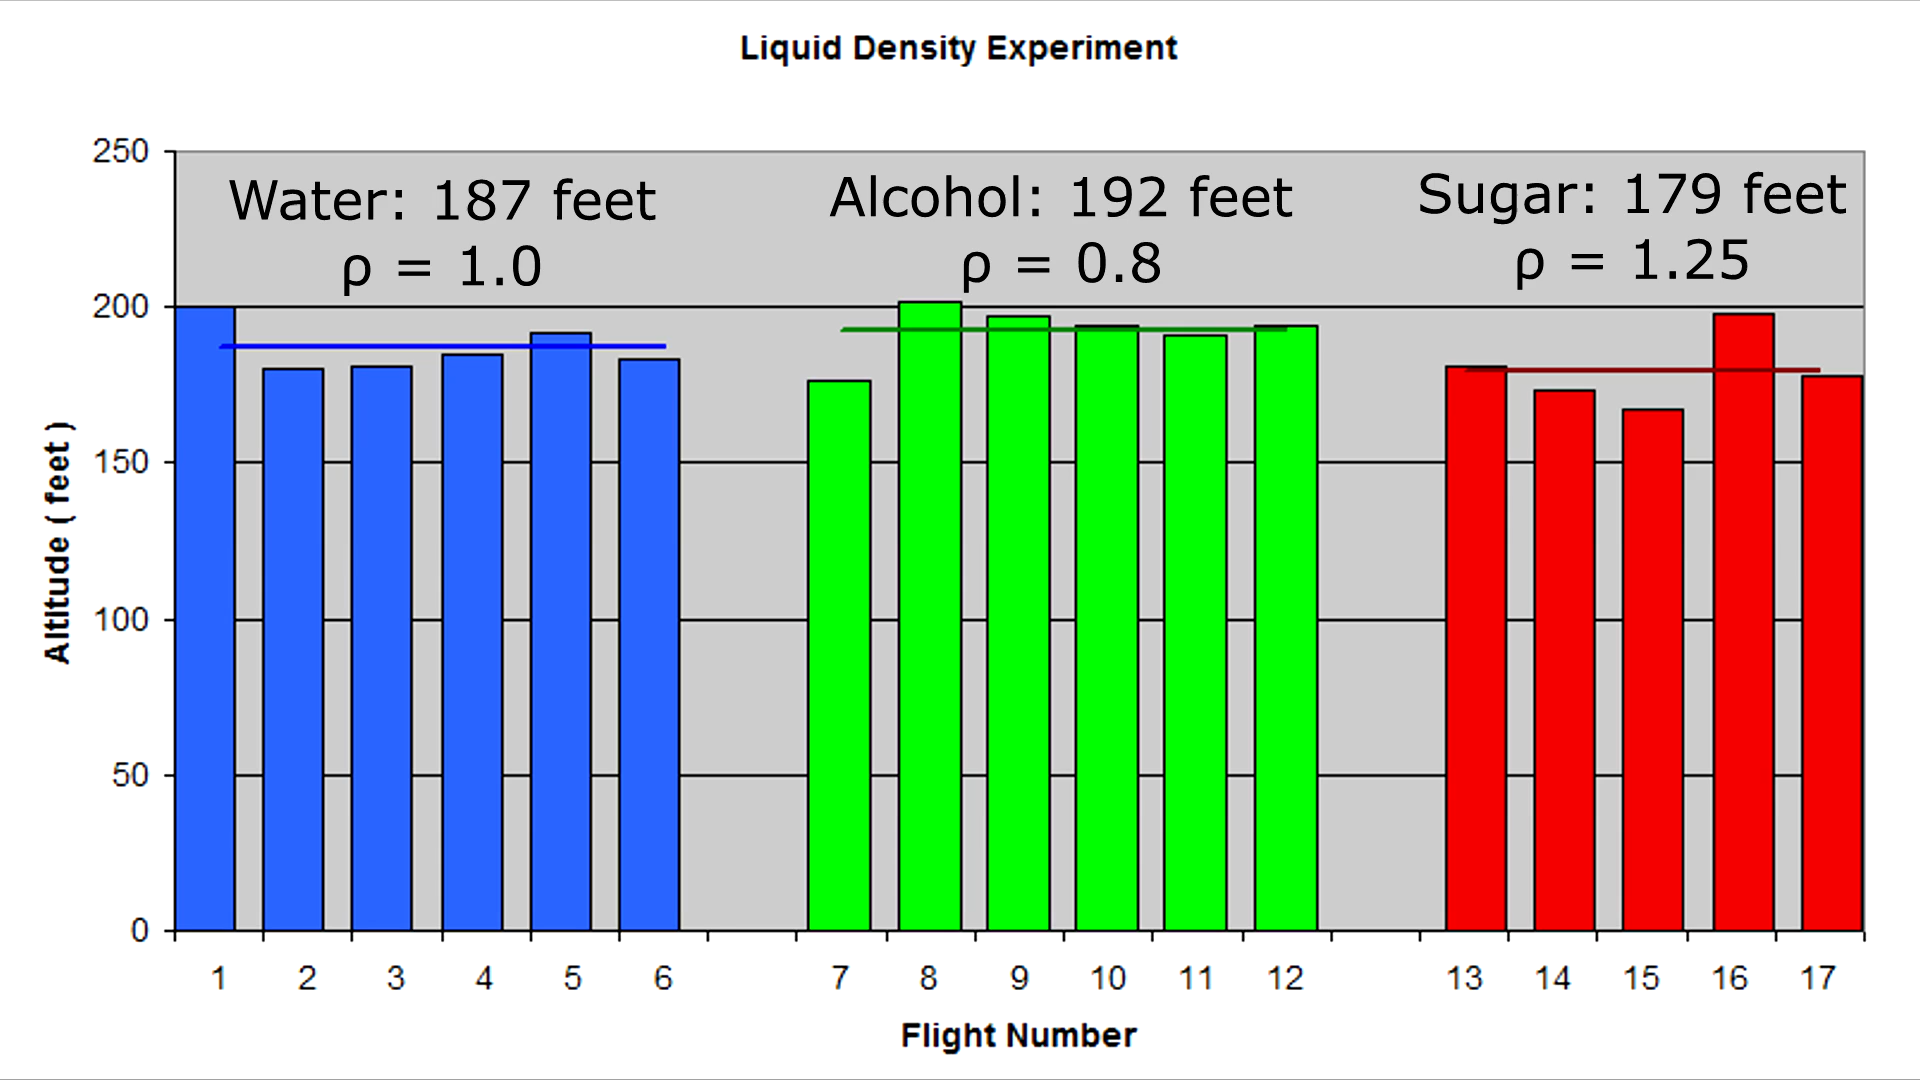 Liquid Density Experiment
250
Water: 187 feet
ρ = 1.0
Alcohol: 192 feet
ρ = 0.8
Sugar: 179 feet
ρ = 1.25
200
150
100
50
0
Altitude ( feet )
1 2 3 4 5 6 7 8 9 10 11 12 13 14 15 16 17
Flight Number